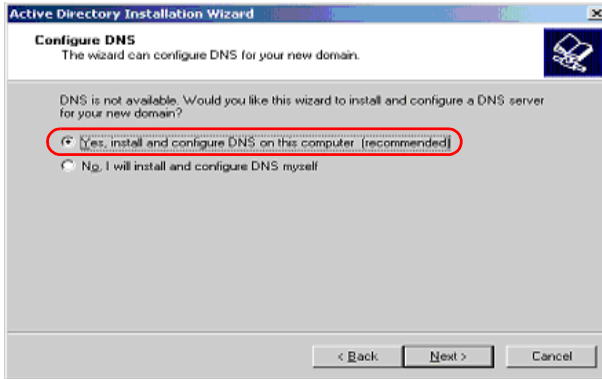 Active Directory Installation Wizard
Configure DNS
The wizard can configure DNS for your new domain.
DNS is not available. Would you like this wizard to install and configure a DNS server
for your new domain?
Yes, install and configure DNS on this computer (recommended)
No, I will install and configure DNS myself
< Back
Next >
Cancel